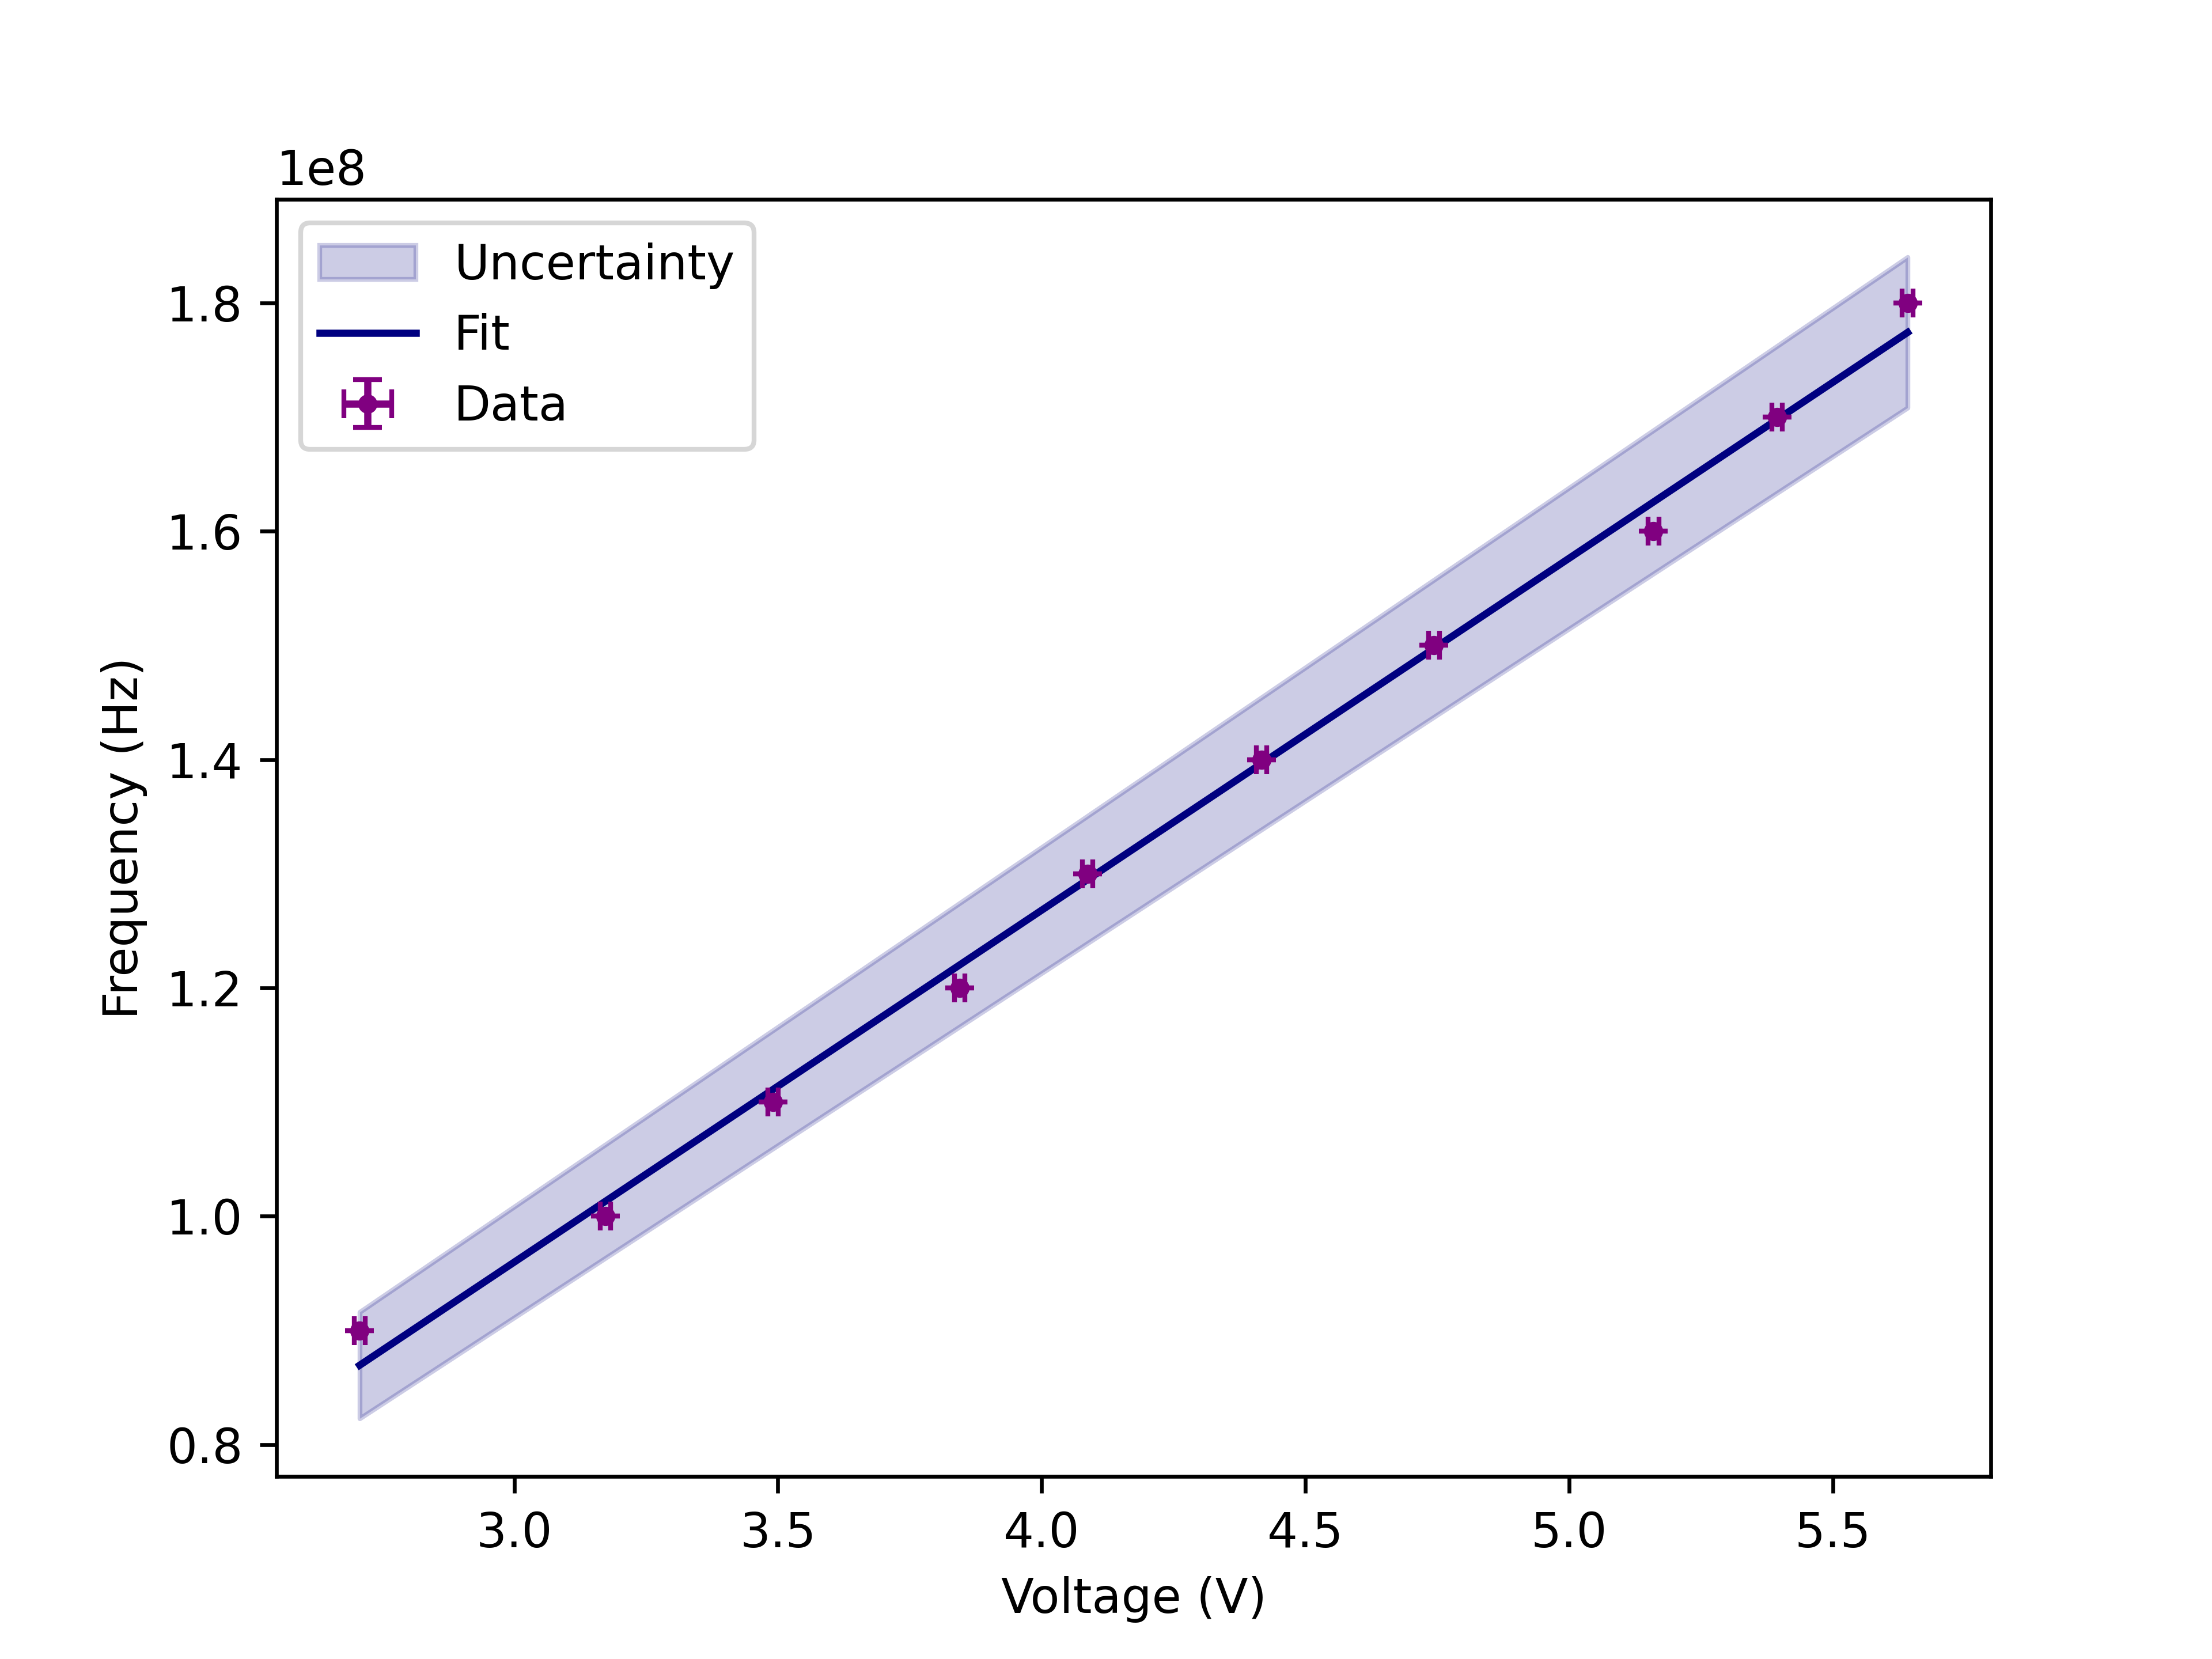 1e8
Uncertainty
Fit
Data
1.8
1.6
1.4
1.2
1.0
0.8
Frequency (Hz)
3.0 3.5 4.0 4.5 5.0 5.5
Voltage (V)